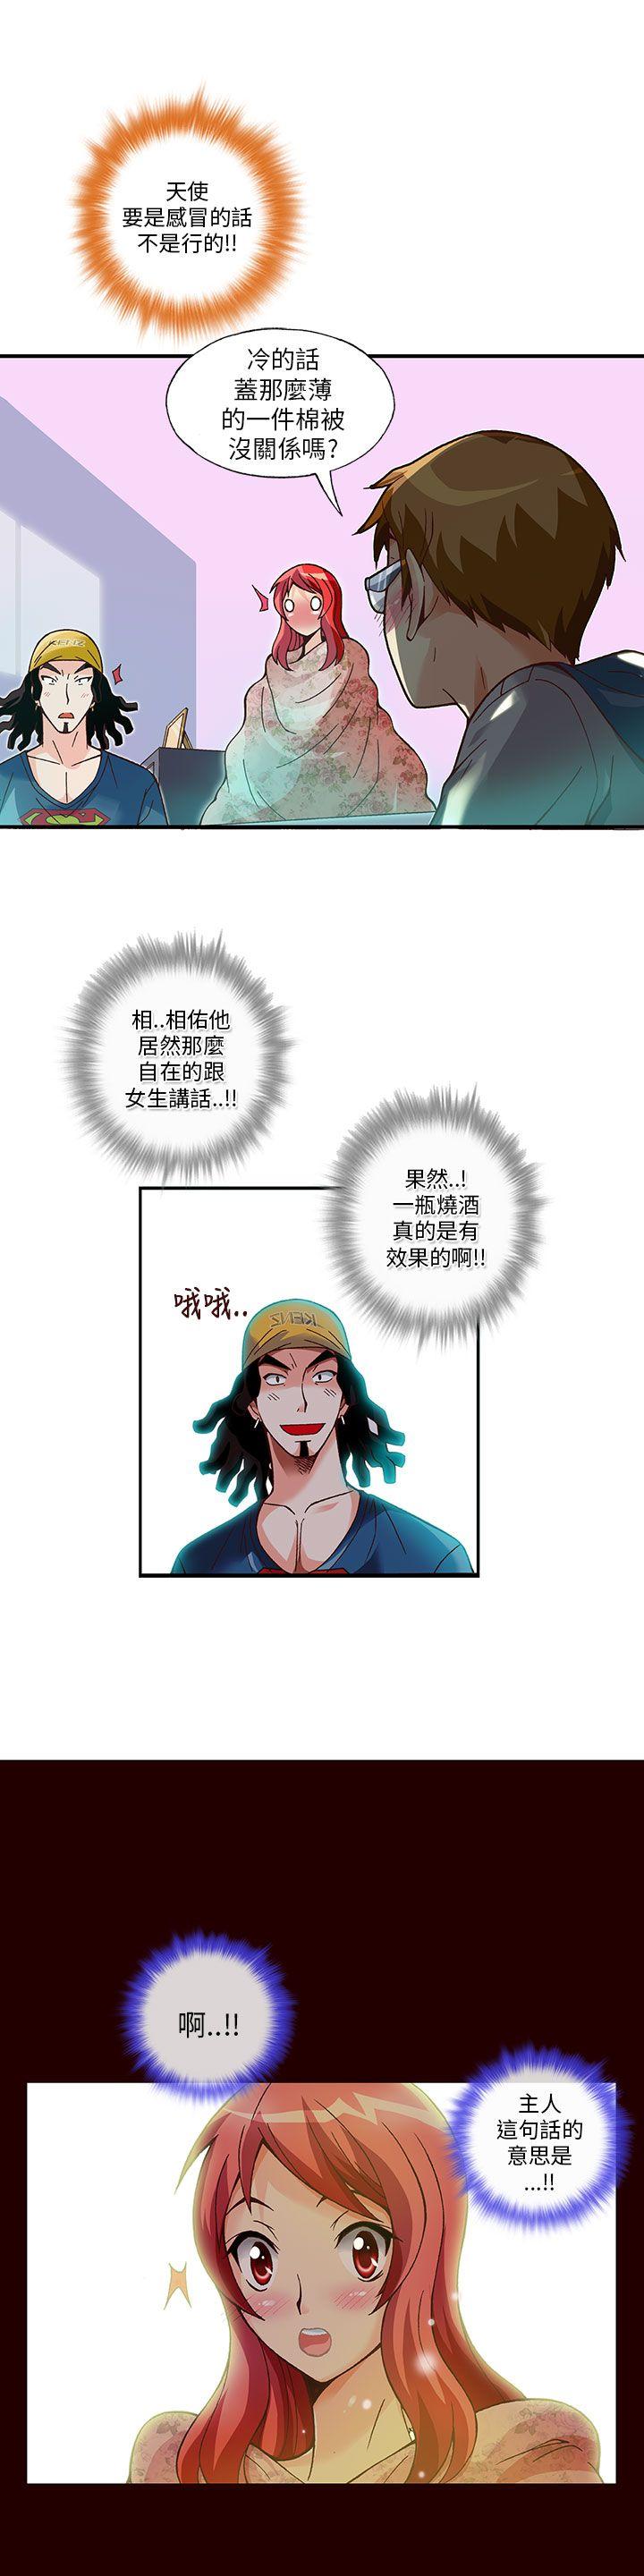 天使
要是感冒的話
不是行的!!
冷的話
蓋那麼薄
的一件棉被
沒關係嗎?
KENZ
相..相佑他
居然那麼
自在的跟
女生講話..!!
果然..!
一瓶燒酒
真的是有
效果的啊!!
哦哦..
KENZ
啊..!!
主人
這句話的
意思是
...!!